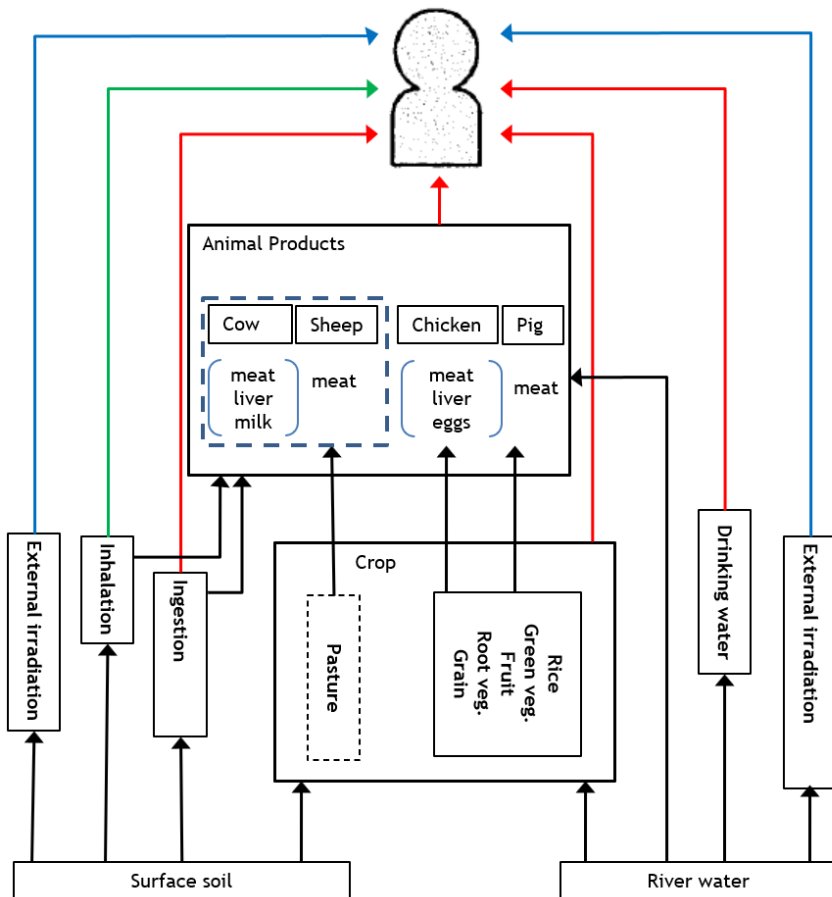 Animal Products
Cow
Sheep
Chicken
Pig
meat
liver
milk
meat
meat
liver
eggs
meat
External irradiation
Inhalation
Ingestion
Crop
Pasture
Rice
Green veg.
Fruit
Root veg.
Grain
Drinking water
External irradiation
Surface soil
River water